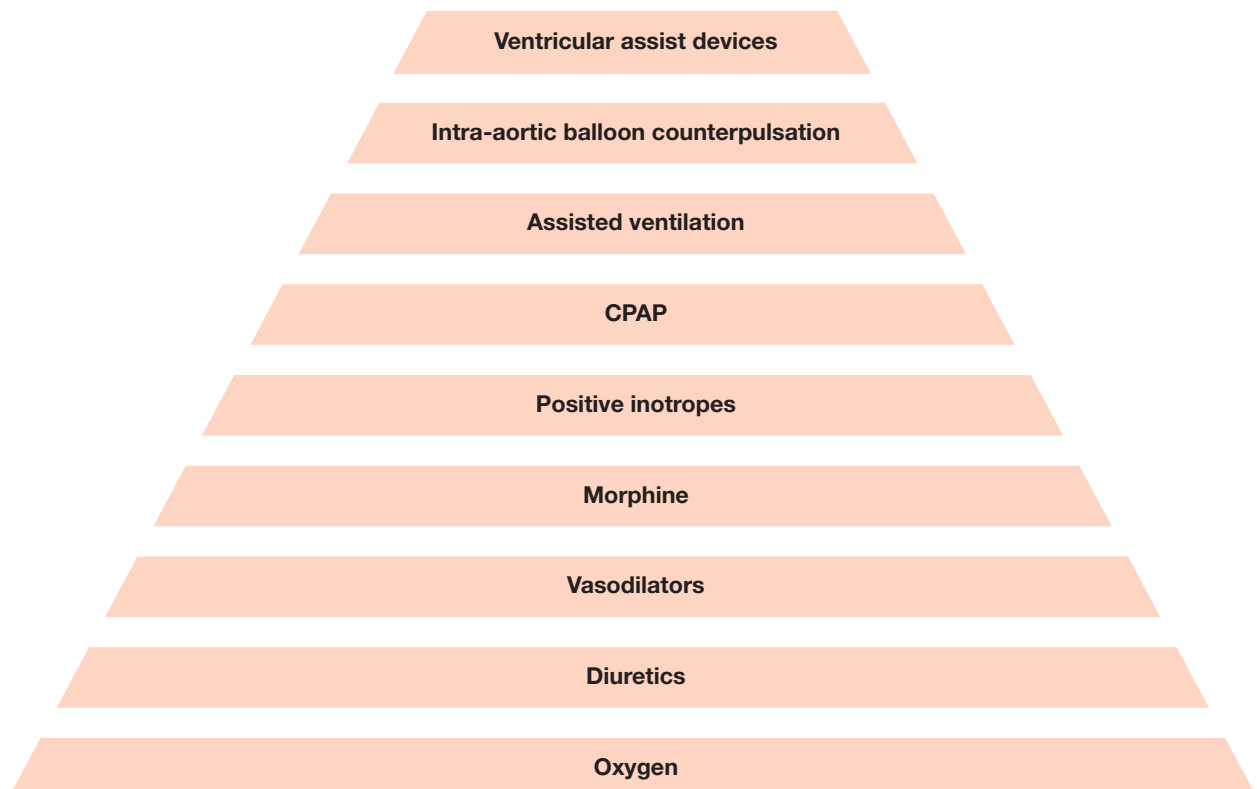 Ventricular assist devices
Intra-aortic balloon counterpulsation
Assisted ventilation
CPAP
Positive inotropes
Morphine
Vasodilators
Diuretics
Oxygen